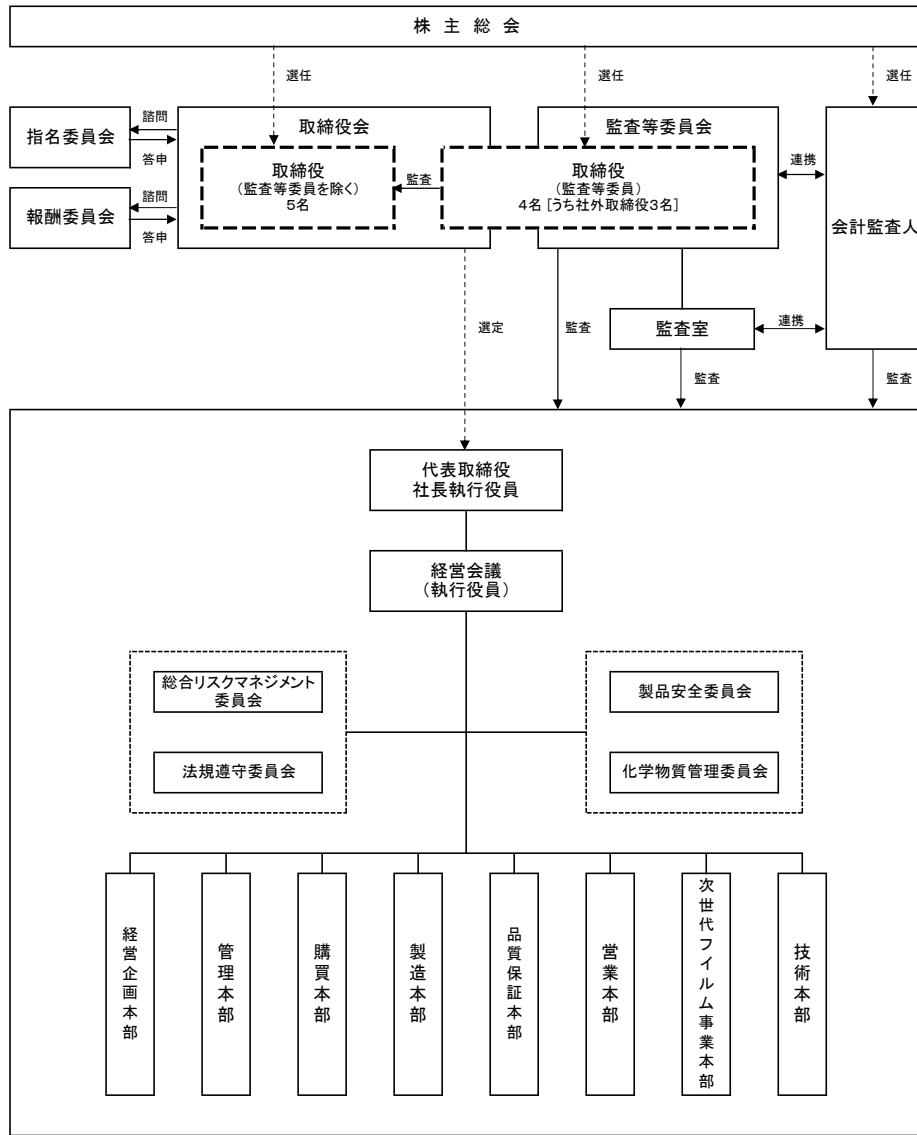 株主総会
選任
選任
選任
指名委員会
諮問
答申
報酬委員会
諮問
答申
取締役会
取締役
(監査等委員を除く)
5名
監査
監査等委員会
取締役
(監査等委員)
4名 [うち社外取締役3名]
連携
会計監査人
選定
監査
監査室
連携
監査
監査
代表取締役
社長執行役員
経営会議
(執行役員)
総合リスクマネジメント
委員会
法規遵守委員会
製品安全委員会
化学物質管理委員会
経営企画本部
管理本部
購買本部
製造本部
品質保証本部
営業本部
次世代フイルム事業本部
技術本部